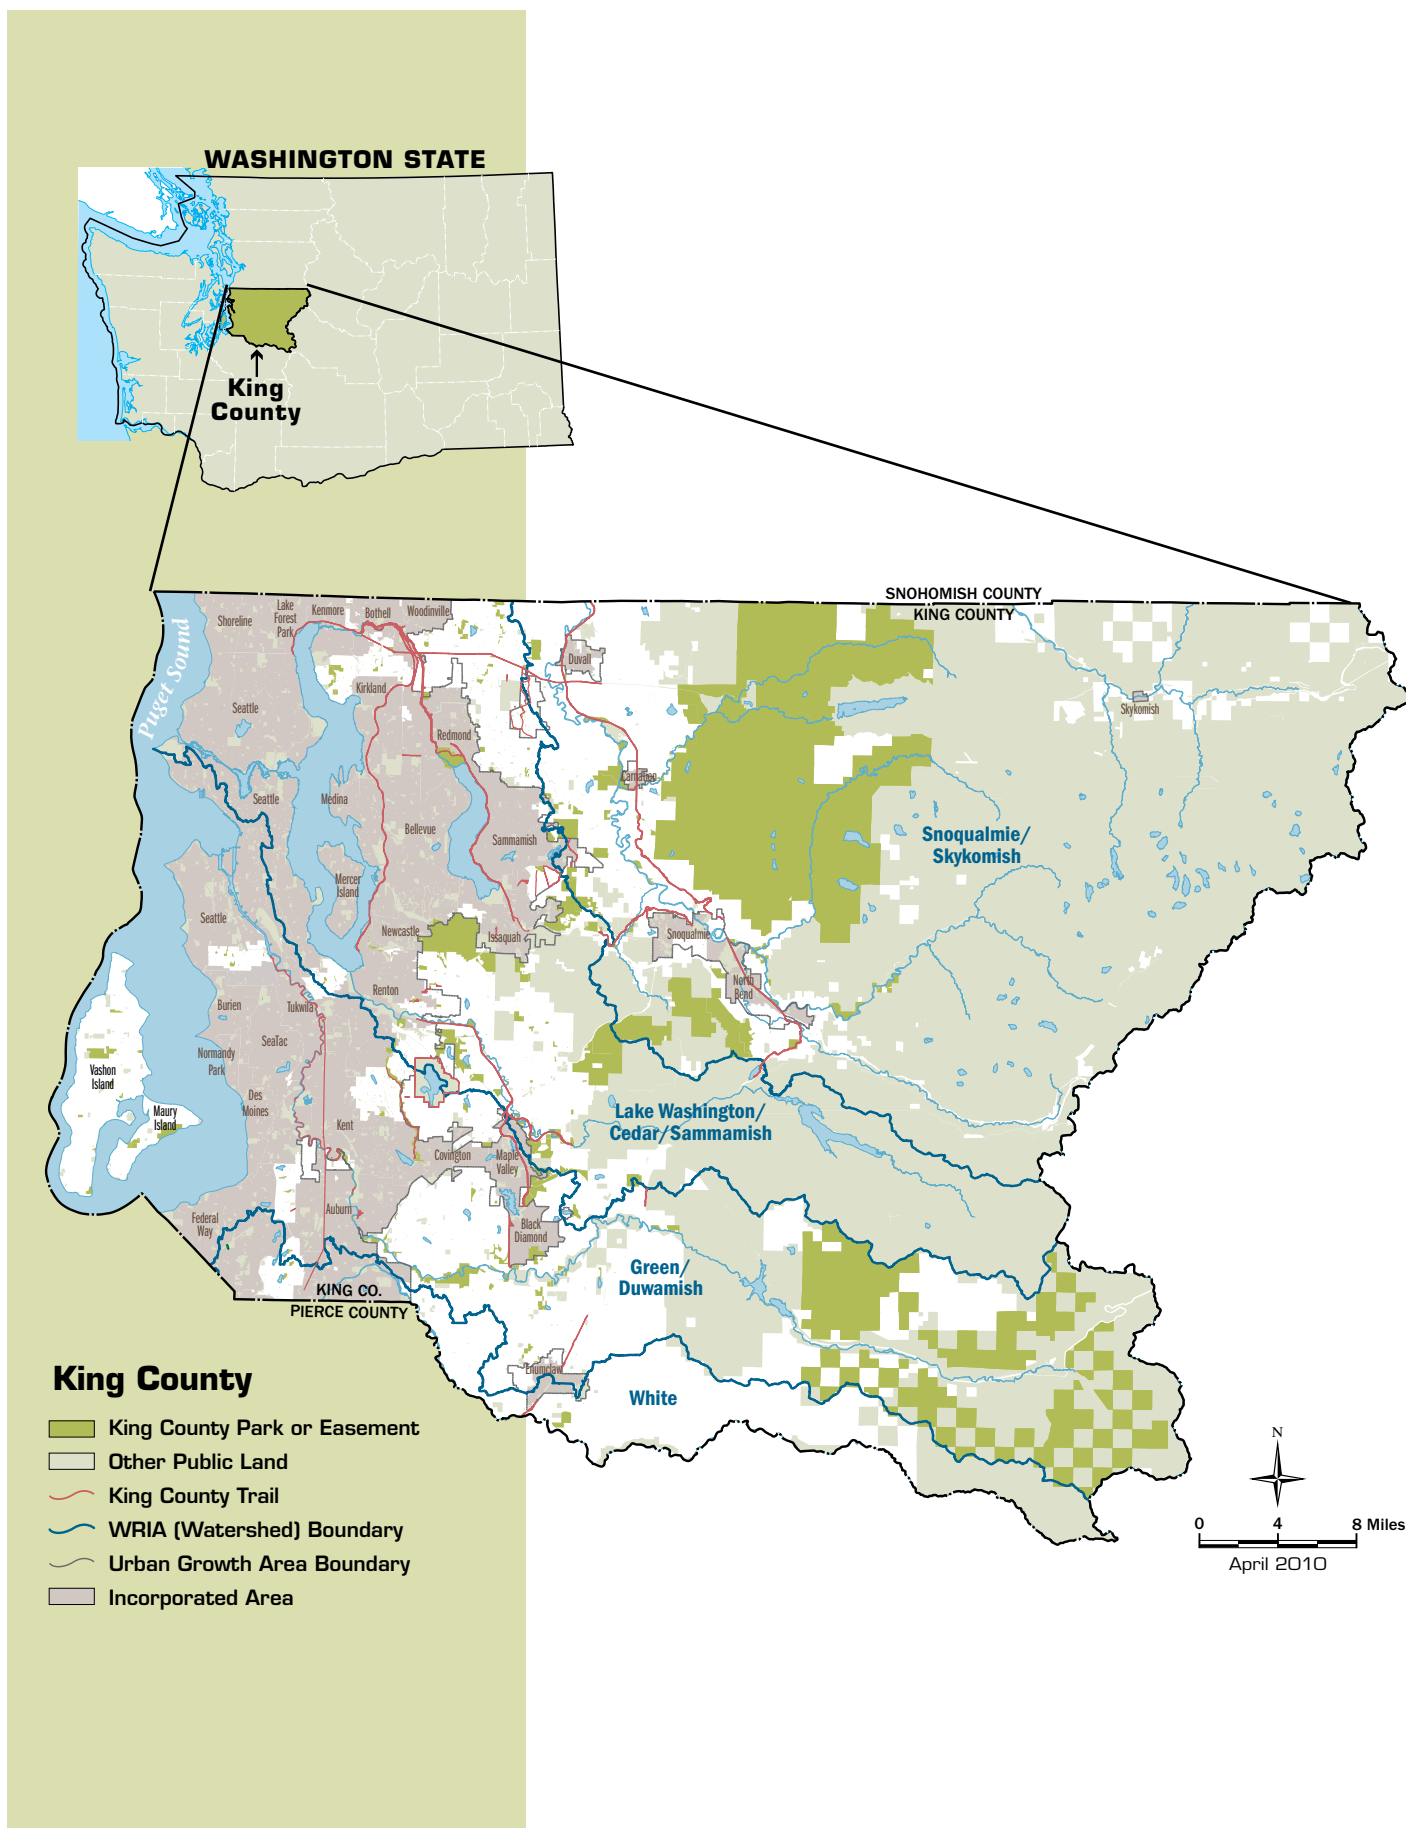 WASHINGTON STATE
King
County
SNOHOMISH COUNTY
KING COUNTY
Puget Sound
Shoreline
Lake
Forest
Park
Kenmore
Bothell
Woodinville
Duvall
Kirkland
Seattle
Redmond
Skykomish
Carnation
Seattle
Medina
Bellevue
Sammamish
Snoqualmie/
Skykomish
Mercer
Island
Seattle
Newcastle
Issaquah
Snoqualmie
North
Bend
Renton
Burien
Tukwila
SeaTac
Normandy
Park
Vashon
Island
Des
Moines
Maury
Island
Kent
Lake Washington/
Cedar/Sammamish
Covington
Maple
Valley
Auburn
Federal
Way
Black
Diamond
Green/
Duwamish
KING CO.
PIERCE COUNTY
Enumclaw
White
King County
King County Park or Easement
Other Public Land
King County Trail
WRIA (Watershed) Boundary
Urban Growth Area Boundary
Incorporated Area
N
0 4 8 Miles
April 2010